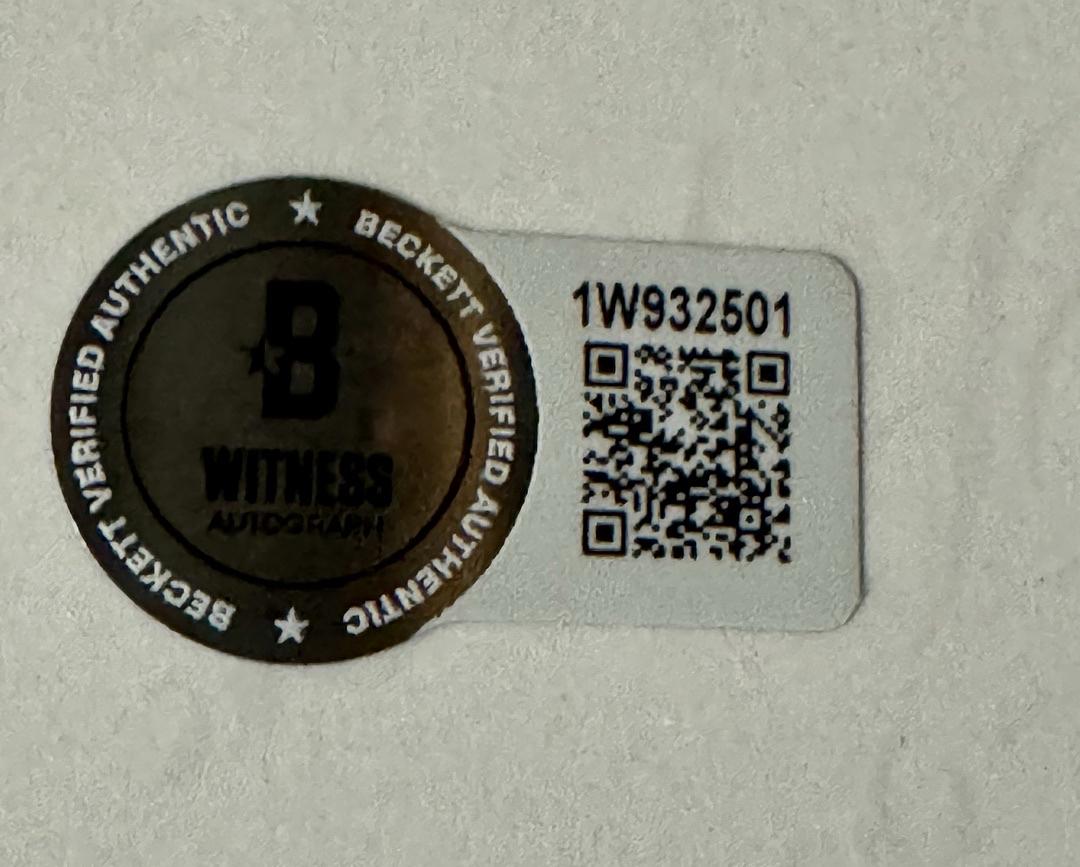 BECKETT VERIFIED AUTHENTIC
BECKETT VERIFIED AUTHENTIC
B
WITNESS
AUTOGRAPH
1W932501